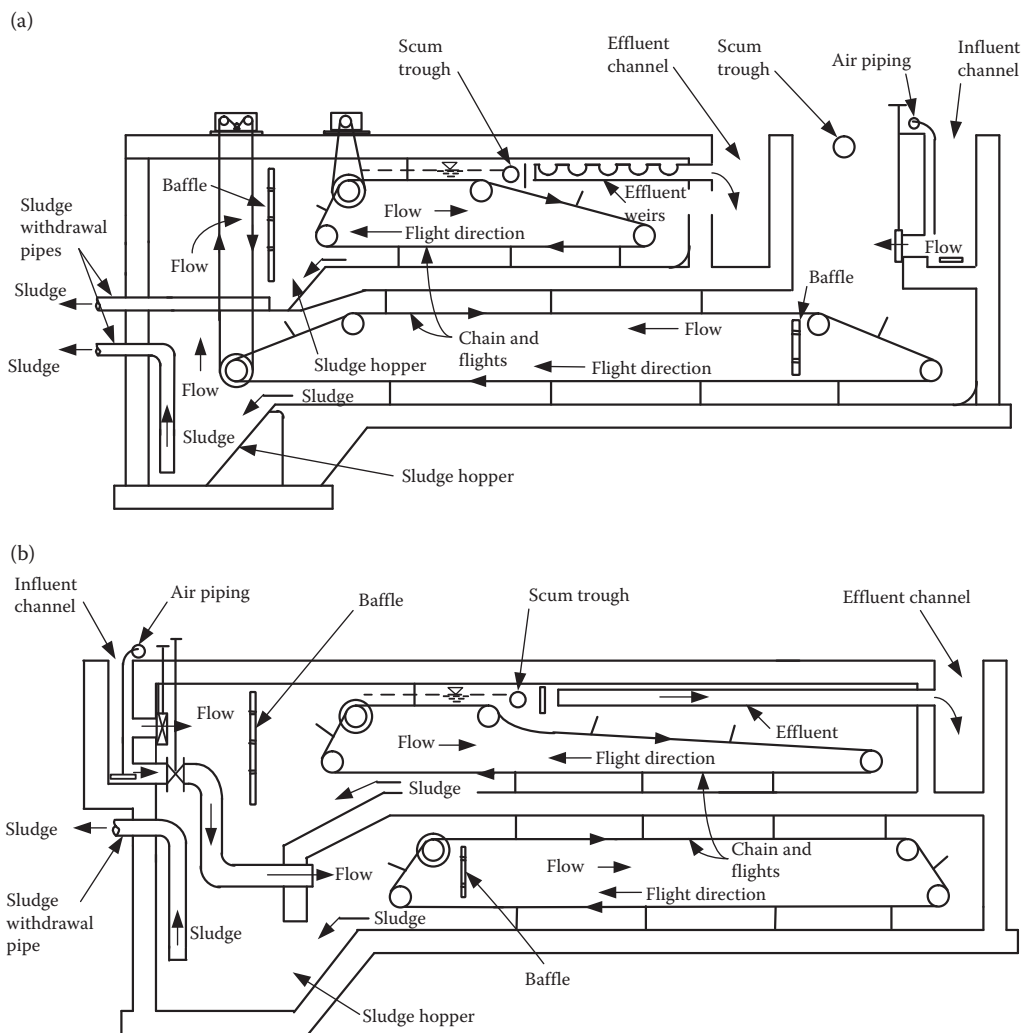 (a)
Scum
trough
Effluent
channel
Scum
trough
Air piping
Influent
channel
Baffle
Sludge
withdrawal
pipes
Flow
Effluent
weirs
Flight direction
Flow
Flow
Sludge
Baffle
Chain and
flights
Flow
Sludge
Sludge hopper
Flight direction
Flow
Sludge
Sludge
Sludge hopper
(b)
Influent
channel
Air piping
Baffle
Scum trough
Effluent channel
Flow
Effluent
Flow
Flight direction
Sludge
Sludge
Chain and
flights
Flow
Flow
Sludge
withdrawal
pipe
Flight direction
Sludge
Sludge
Baffle
Sludge hopper